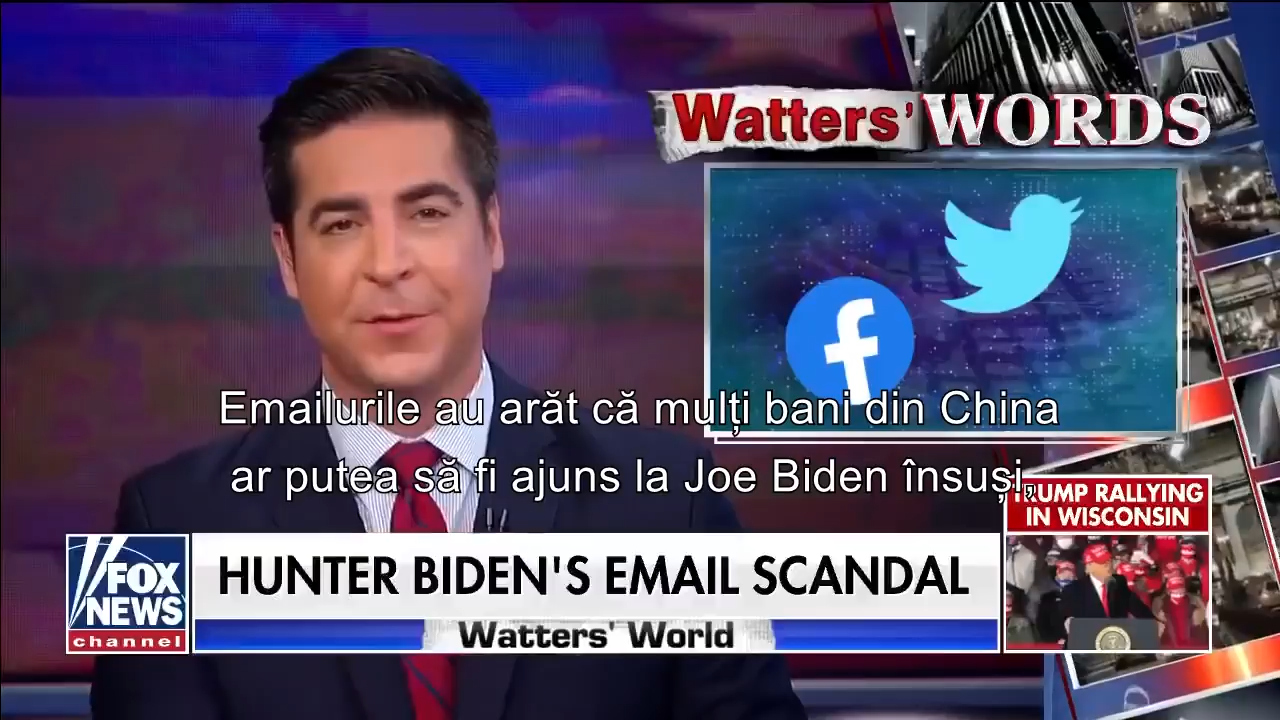 Watters' WORDS
f
Emailurile au arăt că mulți bani din China
ar putea să fi ajuns la Joe Biden însuși,
TRUMP RALLYING
IN WISCONSIN
FOX
NEWS
channel
HUNTER BIDEN'S EMAIL SCANDAL
Watters' World